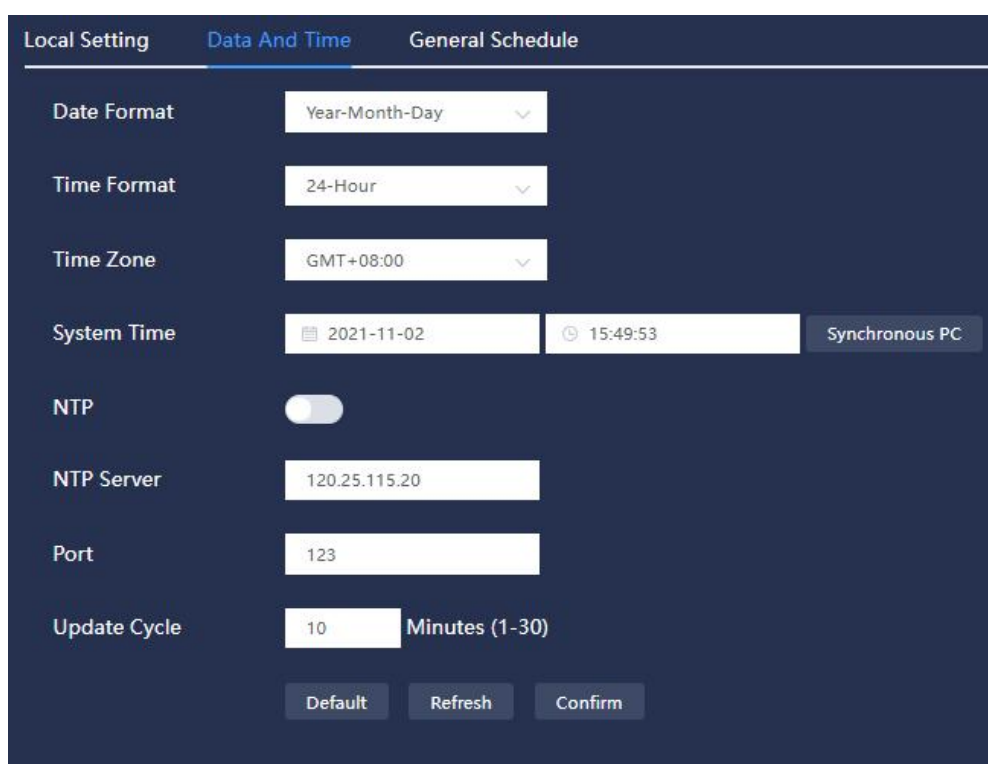 Local Setting Data And Time General Schedule
Date Format Year-Month-Day
Time Format 24-Hour
Time Zone GMT+08:00
System Time 2021-11-02 15:49:53 Synchronous PC
NTP
NTP Server 120.25.115.20
Port 123
Update Cycle 10 Minutes (1-30)
Default Refresh Confirm